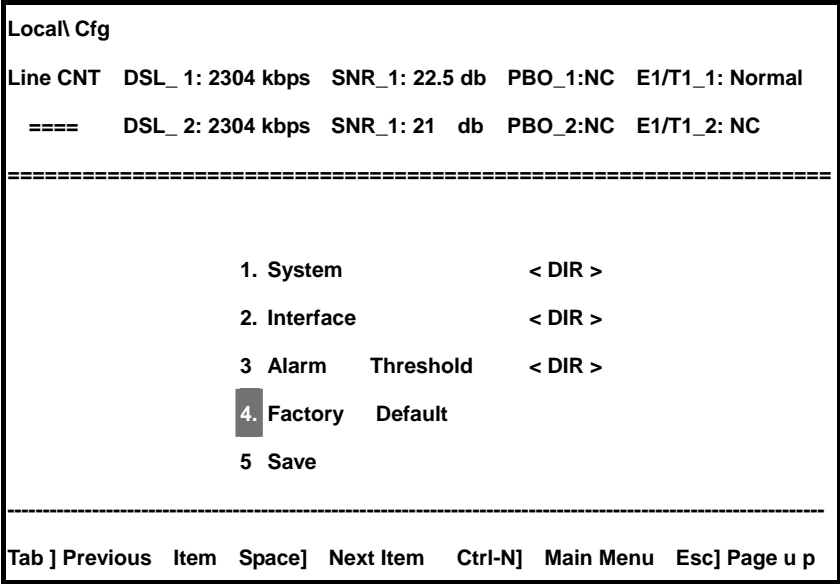 Local\ Cfg
Line CNT DSL_ 1: 2304 kbps SNR_1: 22.5 db PBO_1:NC E1/T1_1: Normal
==== DSL_ 2: 2304 kbps SNR_1: 21 db PBO_2:NC E1/T1_2: NC
==================================================================
1. System < DIR >
2. Interface < DIR >
3 Alarm Threshold < DIR >
4. Factory Default
5 Save
--------------------------------------------------------------------------------------------------------------------
Tab ] Previous Item Space] Next Item Ctrl-N] Main Menu Esc] Page u p